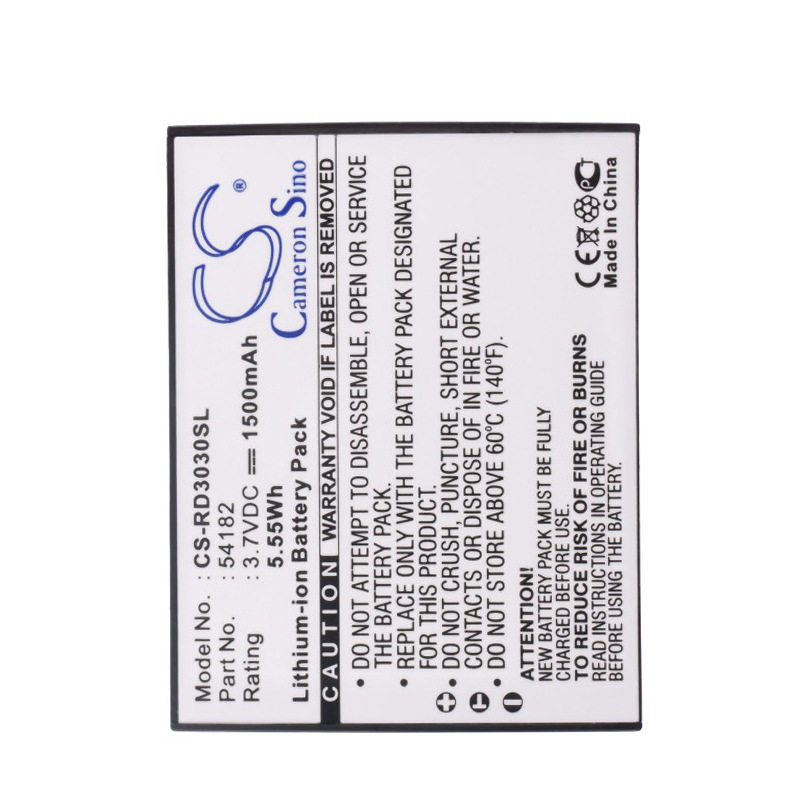 CS®
Cameron Sino
Model No. : CS-RD3030SL
Part No. : 54182
Rating : 3.7VDC ⎓ 1500mAh
5.55Wh
Lithium-ion Battery Pack
CAUTION WARRANTY VOID IF LABEL IS REMOVED
• DO NOT ATTEMPT TO DISASSEMBLE, OPEN OR SERVICE
THE BATTERY PACK.
• REPLACE ONLY WITH THE BATTERY PACK DESIGNATED
FOR THIS PRODUCT.
• DO NOT CRUSH, PUNCTURE, SHORT EXTERNAL
CONTACTS OR DISPOSE OF IN FIRE OR WATER.
• DO NOT STORE ABOVE 60°C (140°F).
ATTENTION:
NEW BATTERY PACK MUST BE FULLY
CHARGED BEFORE USE.
TO REDUCE RISK OF FIRE OR BURNS
READ INSTRUCTIONS IN OPERATING GUIDE
BEFORE USE.
CE PCT
Made In China
+ C −